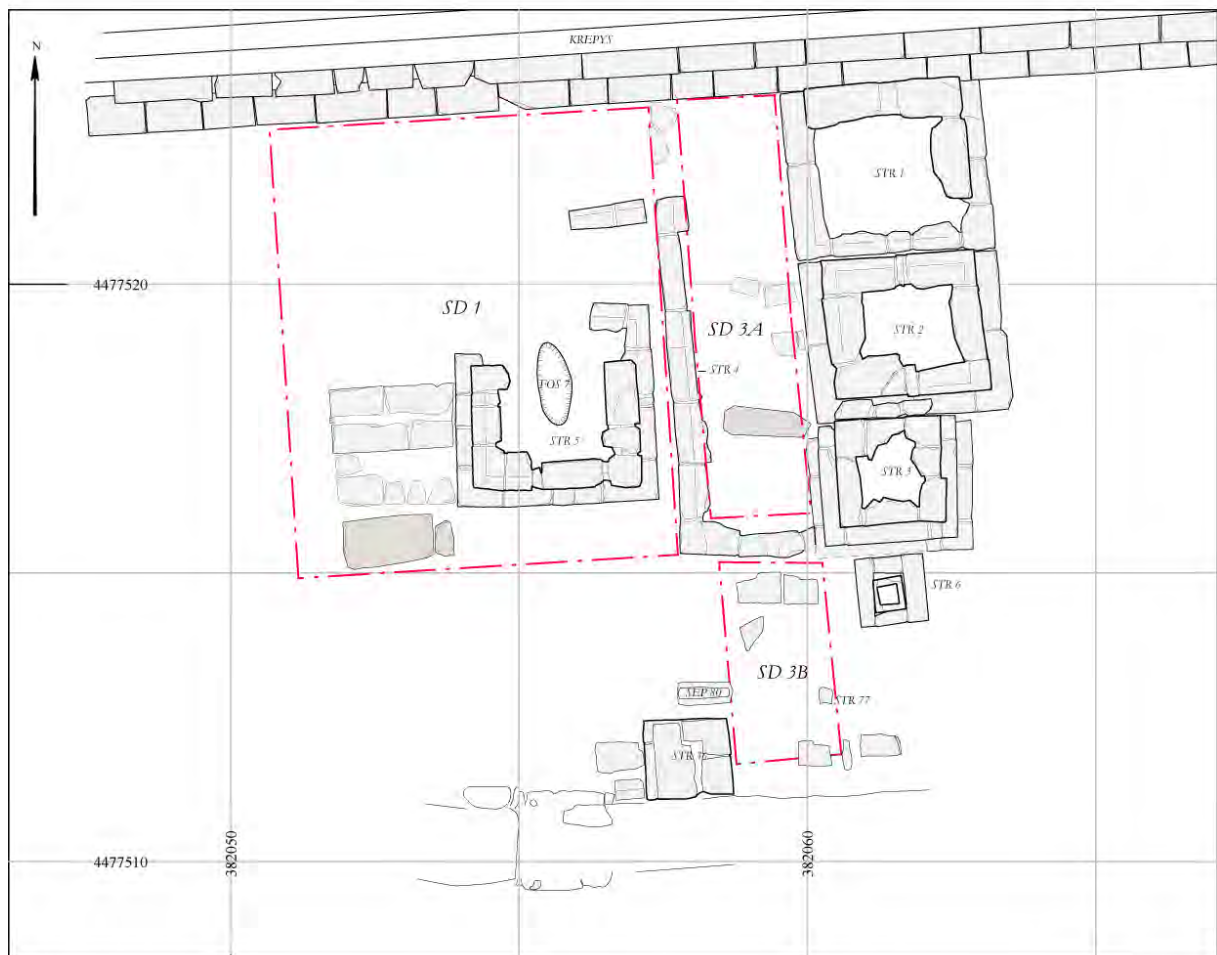 KREPYS
N
STR 1
4477520
SD 1
SD 3A
STR 2
STR 4
FOS 7
STR 5
STR 3
STR 6
SD 3B
SEP 80
STR 77
4477510
382050
382060